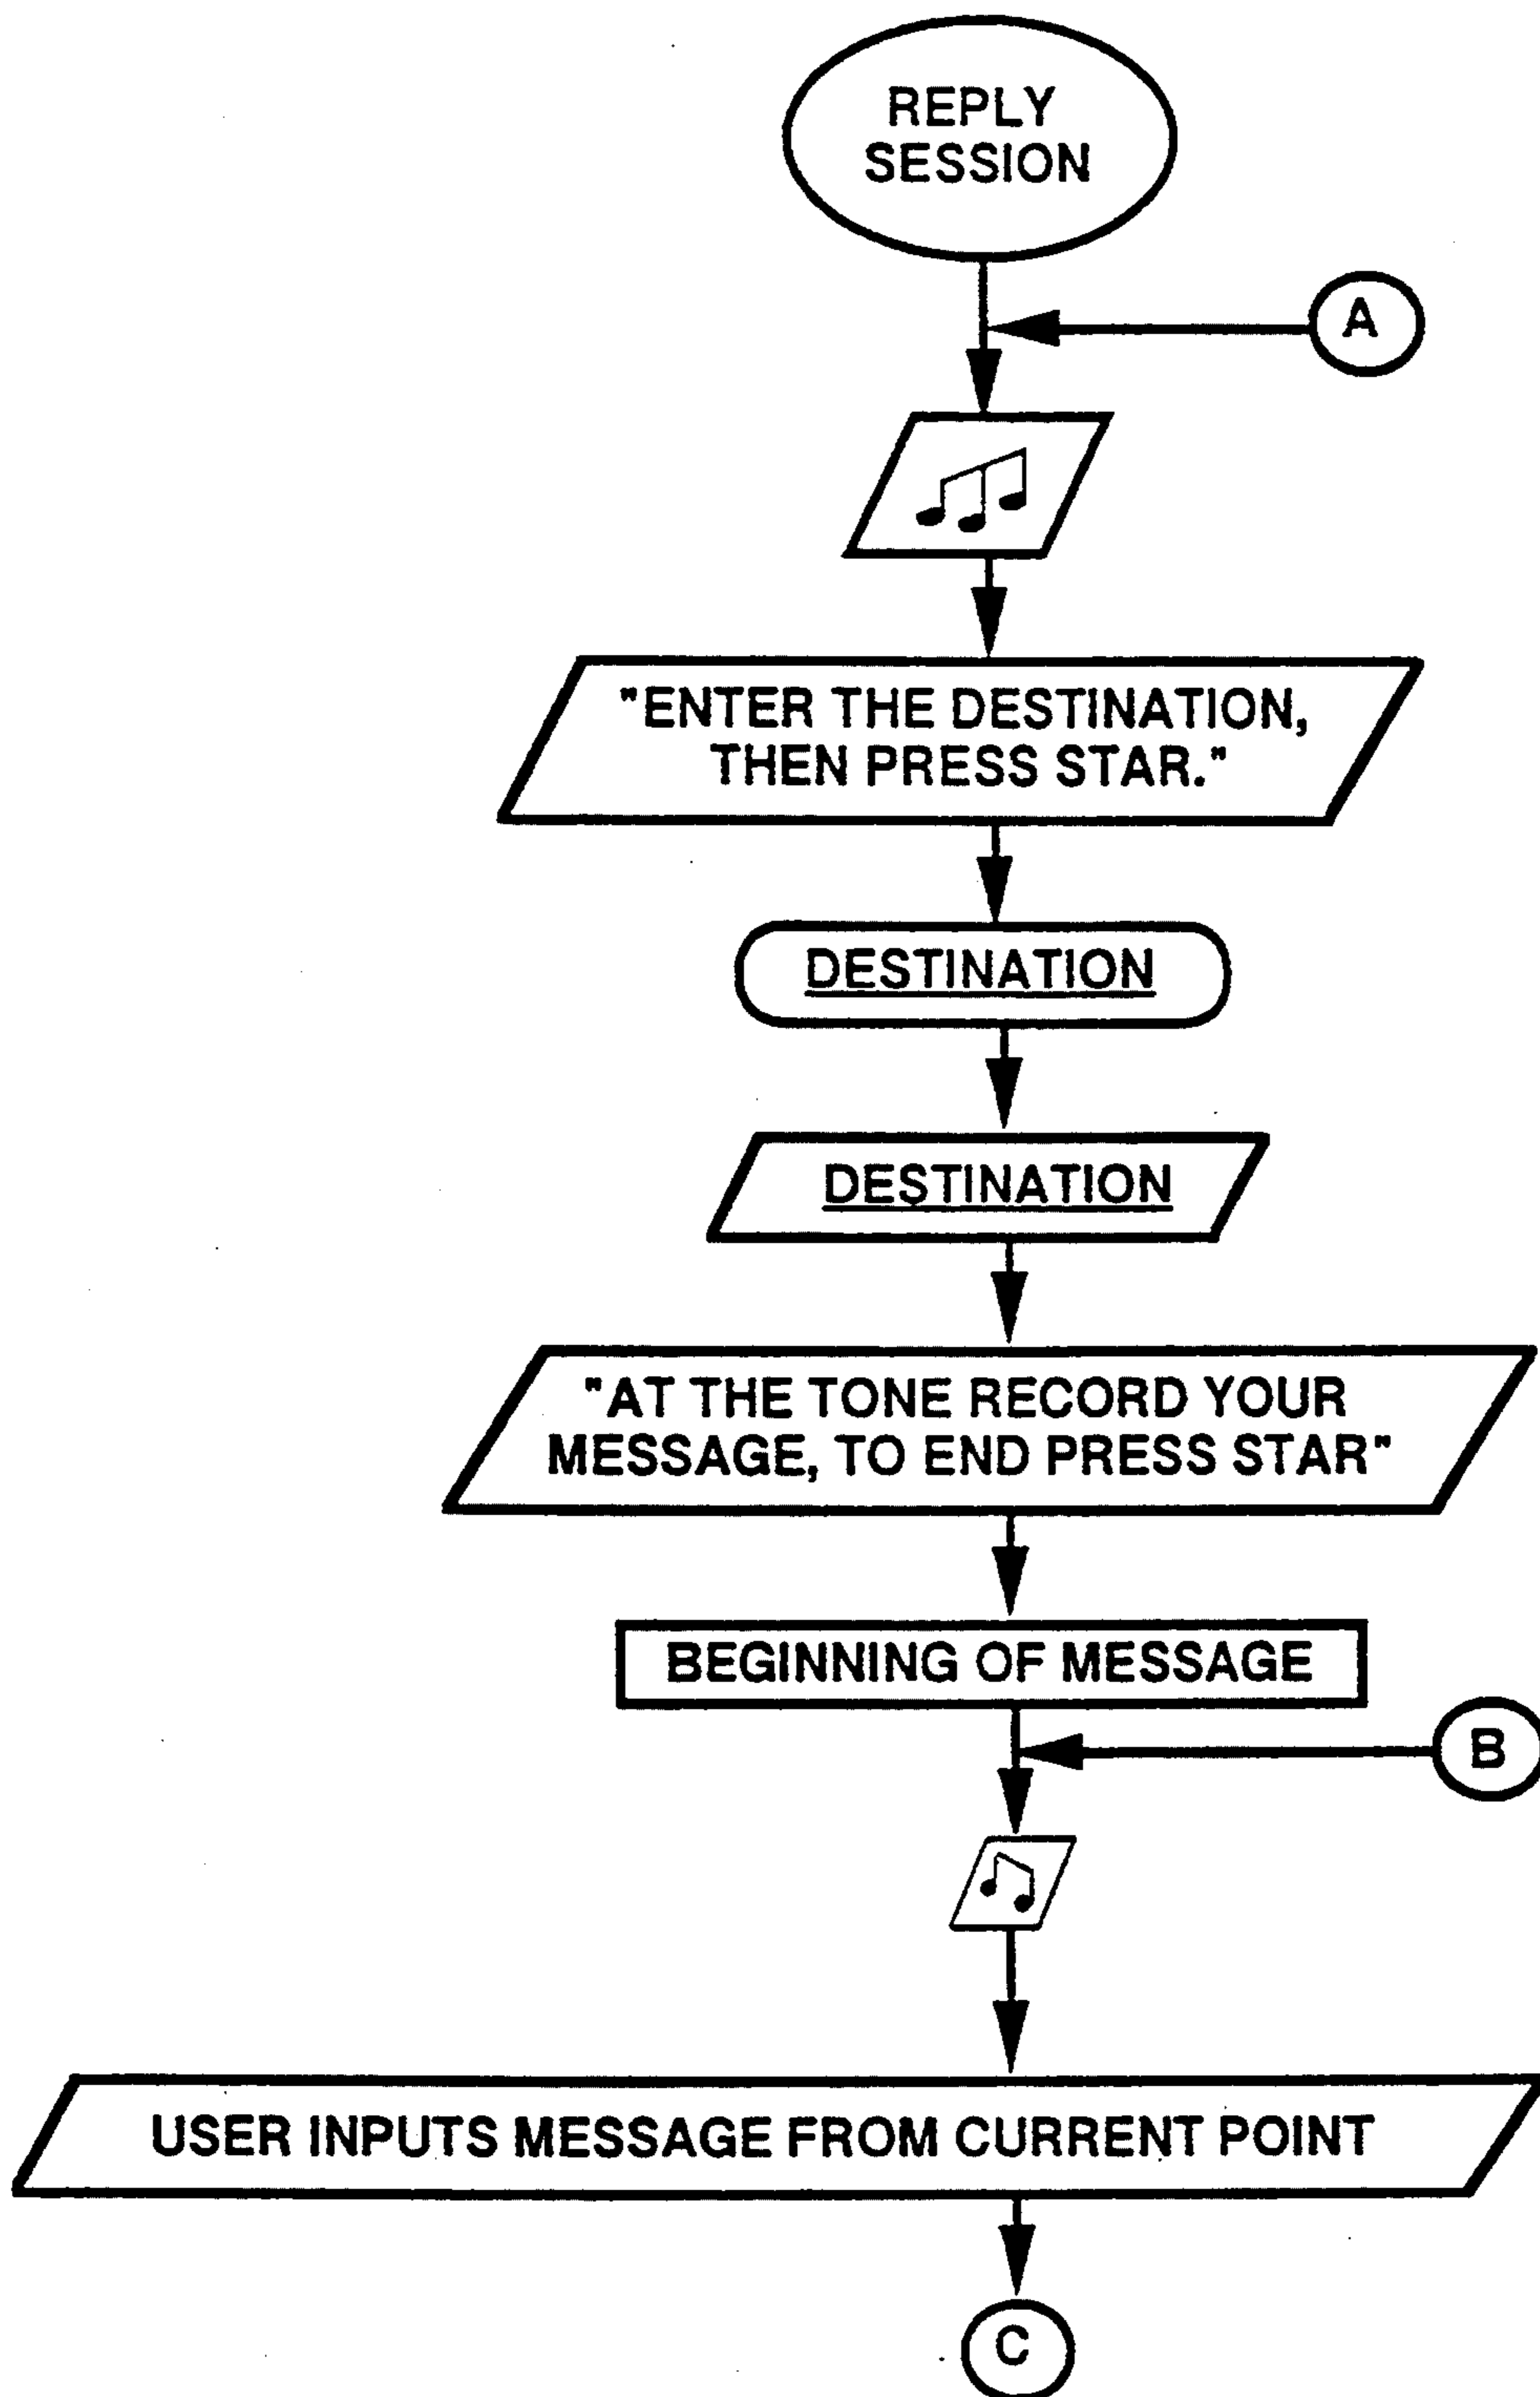 REPLY
SESSION
A
"ENTER THE DESTINATION,
THEN PRESS STAR."
DESTINATION
DESTINATION
"AT THE TONE RECORD YOUR
MESSAGE, TO END PRESS STAR"
BEGINNING OF MESSAGE
B
USER INPUTS MESSAGE FROM CURRENT POINT
C